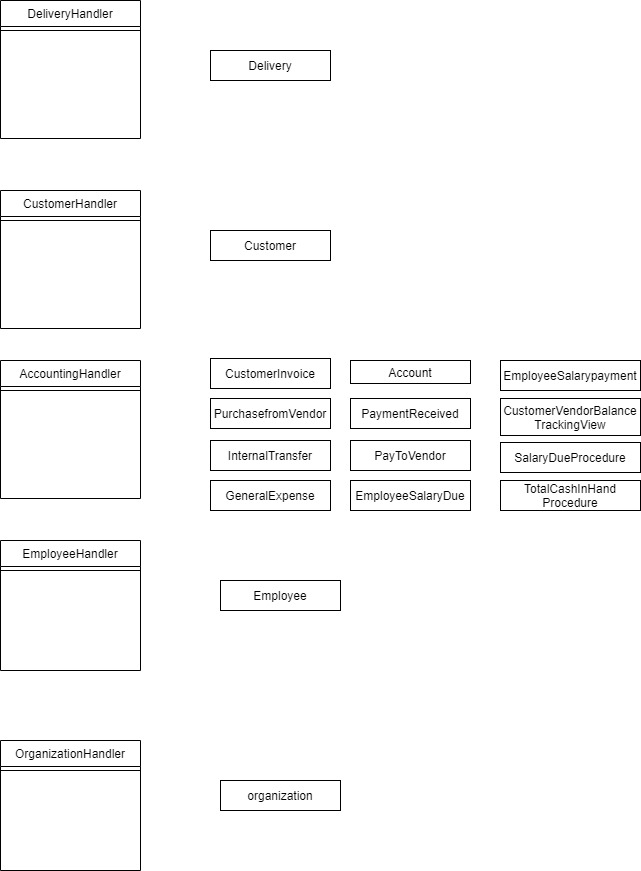 DeliveryHandler
Delivery
CustomerHandler
Customer
AccountingHandler
CustomerInvoice
Account
EmployeeSalarypayment
PurchasefromVendor
PaymentReceived
CustomerVendorBalance
TrackingView
InternalTransfer
PayToVendor
SalaryDueProcedure
GeneralExpense
EmployeeSalaryDue
TotalCashInHand
Procedure
EmployeeHandler
Employee
OrganizationHandler
organization